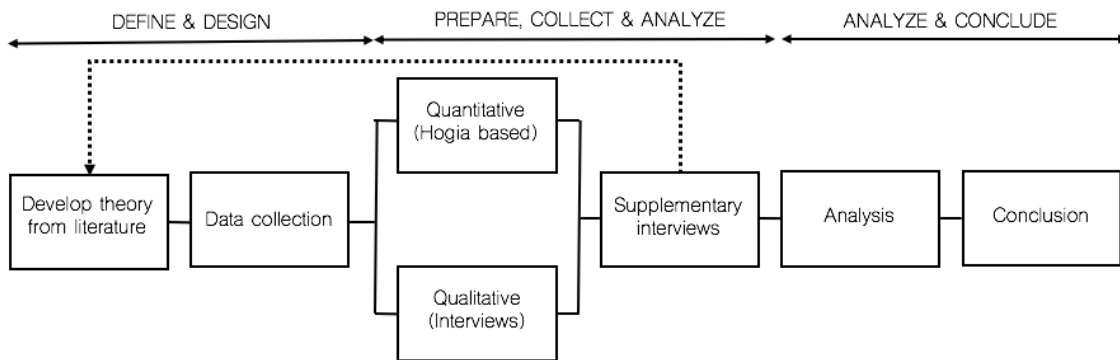 DEFINE & DESIGN
PREPARE, COLLECT & ANALYZE
ANALYZE & CONCLUDE
Develop theory
from literature
Data collection
Quantitative
(Hogia based)
Qualitative
(Interviews)
Supplementary
interviews
Analysis
Conclusion